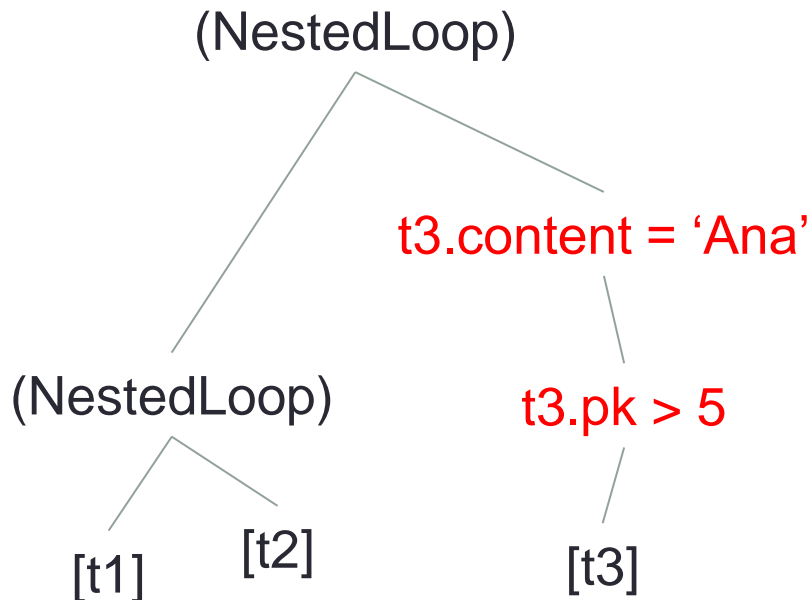 (NestedLoop)
t3.content = ‘Ana’
(NestedLoop)
t3.pk > 5
[t1]
[t2]
[t3]